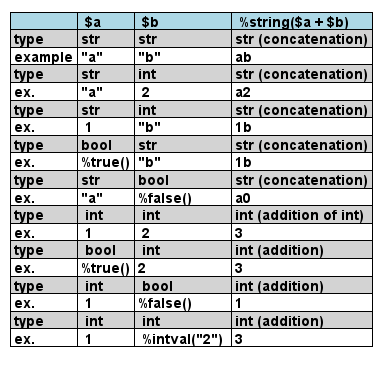 $a $b %string($a + $b)
type str str str (concatenation)
example "a" "b" ab
type str int str (concatenation)
ex. "a" 2 a2
type str int str (concatenation)
ex. 1 "b" 1b
type bool str str (concatenation)
ex. %true() "b" 1b
type str bool str (concatenation)
ex. "a" %false() a0
type int int int (addition of int)
ex. 1 2 3
type bool int int (addition)
ex. %true() 2 3
type int bool int (addition)
ex. 1 %false() 1
type int int int (addition)
ex. 1 %intval("2") 3